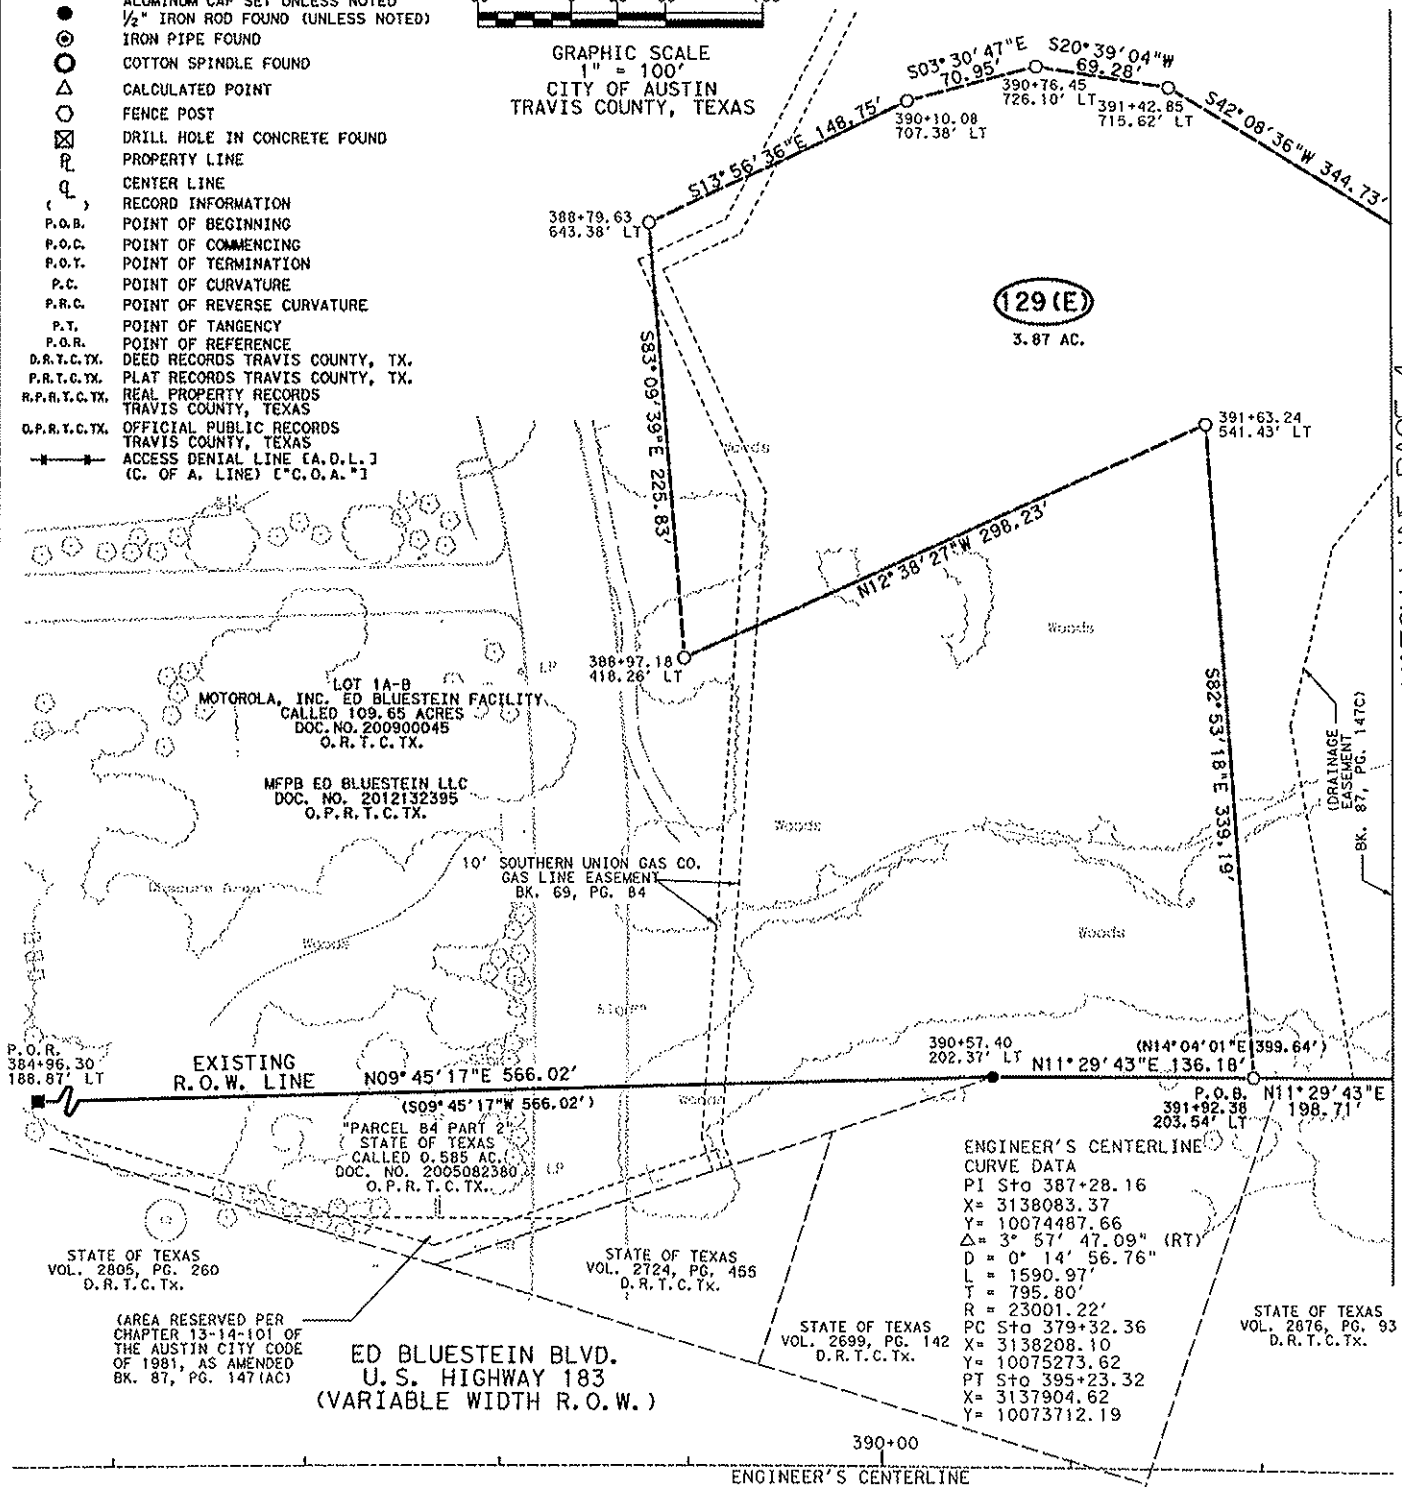 ALUMINUM CAP SET UNLESS NOTED
1/2" IRON ROD FOUND (UNLESS NOTED)
IRON PIPE FOUND
COTTON SPINDLE FOUND
CALCULATED POINT
FENCE POST
DRILL HOLE IN CONCRETE FOUND
PROPERTY LINE
CENTER LINE
( ) RECORD INFORMATION
P.O.B. POINT OF BEGINNING
P.O.C. POINT OF COMMENCING
P.O.T. POINT OF TERMINATION
P.C. POINT OF CURVATURE
P.R.C. POINT OF REVERSE CURVATURE
P.T. POINT OF TANGENCY
P.O.R. POINT OF REFERENCE
D.R.T.C.TX. DEED RECORDS TRAVIS COUNTY, TX.
P.R.T.C.TX. PLAT RECORDS TRAVIS COUNTY, TX.
R.P.R.T.C.TX. REAL PROPERTY RECORDS
TRAVIS COUNTY, TEXAS
O.P.R.T.C.TX. OFFICIAL PUBLIC RECORDS
TRAVIS COUNTY, TEXAS
ACCESS DENIAL LINE [A.D.L.]
(C. OF A. LINE) ["C.O.A."]
GRAPHIC SCALE
1" = 100'
CITY OF AUSTIN
TRAVIS COUNTY, TEXAS
S03°30'47"E
70.95'
S20°39'04"W
69.28'
390+76.45
726.10' LT
391+42.85
715.62' LT
390+10.08
707.38' LT
S42°08'36"W 344.73'
S13°56'36"E 148.75'
388+79.63
643.38' LT
129(E)
3.87 AC.
S83°09'39"E 225.83'
391+63.24
541.43' LT
Woods
N12°38'27"W 298.23'
Woods
388+97.18
418.26' LT
LP
LOT 1A-B
MOTOROLA, INC. ED BLUESTEIN FACILITY
CALLED 109.65 ACRES
DOC.NO.200900045
O.R.T.C.TX.
S82°53'18"E 339.19'
(DRAINAGE
EASEMENT
BK. 87, PG. 147C)
MFPB ED BLUESTEIN LLC
DOC. NO. 2012132395
O.P.R.T.C.TX.
Woods
10' SOUTHERN UNION GAS CO.
GAS LINE EASEMENT
BK. 69, PG. 84
Obscure Area
Woods
Woods
P.O.R.
384+96.30
188.87' LT
EXISTING
R.O.W. LINE
N09°45'17"E 566.02'
(S09°45'17"W 566.02')
390+57.40
202.37' LT
(N14°04'01"E 399.64')
N11°29'43"E 136.18'
P.O.B.
391+92.38
203.54' LT
N11°29'43"E
198.71'
Woods
"PARCEL 84 PART 2"
STATE OF TEXAS
CALLED 0.585 AC.
DOC. NO. 2005082380
O.P.R.T.C.TX.
LP
ENGINEER'S CENTERLINE
CURVE DATA
PI Sta 387+28.16
X= 3138083.37
Y= 10074487.66
Δ= 3° 57' 47.09" (RT)
D = 0° 14' 56.76"
L = 1590.97'
T = 795.80'
R = 23001.22'
PC Sta 379+32.36
X= 3138208.10
Y= 10075273.62
PT Sta 395+23.32
X= 3137904.62
Y= 10073712.19
STATE OF TEXAS
VOL. 2805, PG. 260
D.R.T.C.Tx.
STATE OF TEXAS
VOL. 2724, PG. 455
D.R.T.C.Tx.
STATE OF TEXAS
VOL. 2699, PG. 142
D.R.T.C.Tx.
STATE OF TEXAS
VOL. 2876, PG. 93
D.R.T.C.Tx.
(AREA RESERVED PER
CHAPTER 13-14-101 OF
THE AUSTIN CITY CODE
OF 1981, AS AMENDED
BK. 87, PG. 147(AC)
ED BLUESTEIN BLVD.
U.S. HIGHWAY 183
(VARIABLE WIDTH R.O.W.)
390+00
ENGINEER'S CENTERLINE